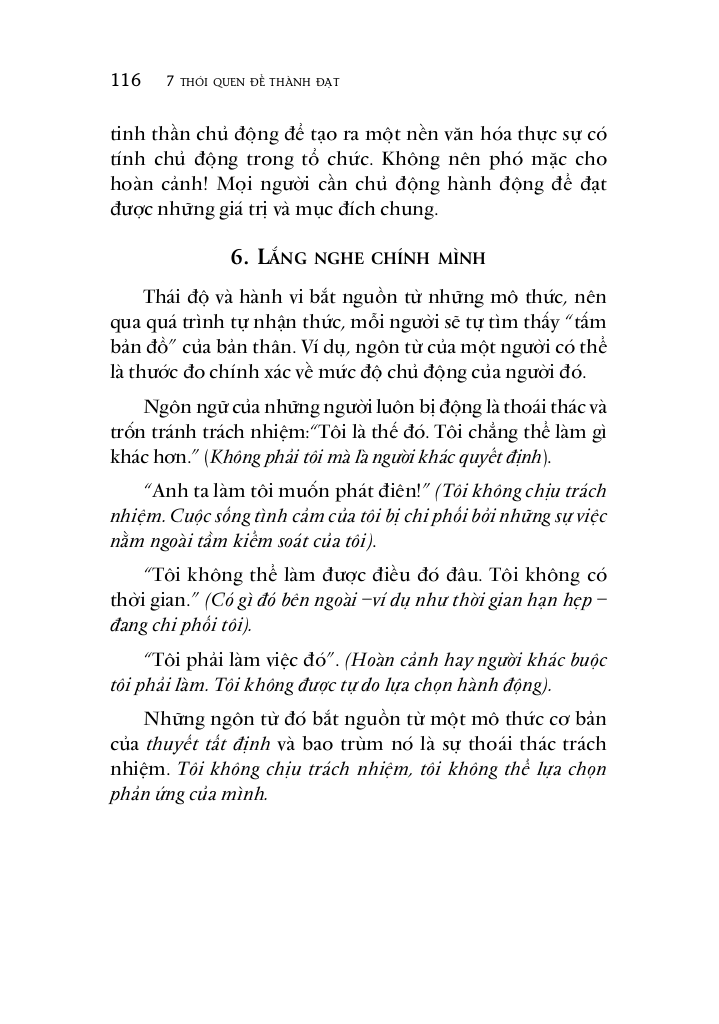 116 7 THÓI QUEN ĐỂ THÀNH ĐẠT
tinh thần chủ động để tạo ra một nền văn hóa thực sự có
tính chủ động trong tổ chức. Không nên phó mặc cho
hoàn cảnh! Mọi người cần chủ động hành động để đạt
được những giá trị và mục đích chung.
6. LẮNG NGHE CHÍNH MÌNH
Thái độ và hành vi bắt nguồn từ những mô thức, nên
qua quá trình tự nhận thức, mỗi người sẽ tự tìm thấy “tấm
bản đồ” của bản thân. Ví dụ, ngôn từ của một người có thể
là thước đo chính xác về mức độ chủ động của người đó.
Ngôn ngữ của những người luôn bị động là thoái thác và
trốn tránh trách nhiệm:“Tôi là thế đó. Tôi chẳng thể làm gì
khác hơn.” (Không phải tôi mà là người khác quyết định).
“Anh ta làm tôi muốn phát điên!” (Tôi không chịu trách
nhiệm. Cuộc sống tình cảm của tôi bị chi phối bởi những sự việc
nằm ngoài tầm kiểm soát của tôi).
“Tôi không thể làm được điều đó đâu. Tôi không có
thời gian.” (Có gì đó bên ngoài –ví dụ như thời gian hạn hẹp –
đang chi phối tôi).
“Tôi phải làm việc đó”. (Hoàn cảnh hay người khác buộc
tôi phải làm. Tôi không được tự do lựa chọn hành động).
Những ngôn từ đó bắt nguồn từ một mô thức cơ bản
của thuyết tất định và bao trùm nó là sự thoái thác trách
nhiệm. Tôi không chịu trách nhiệm, tôi không thể lựa chọn
phản ứng của mình.